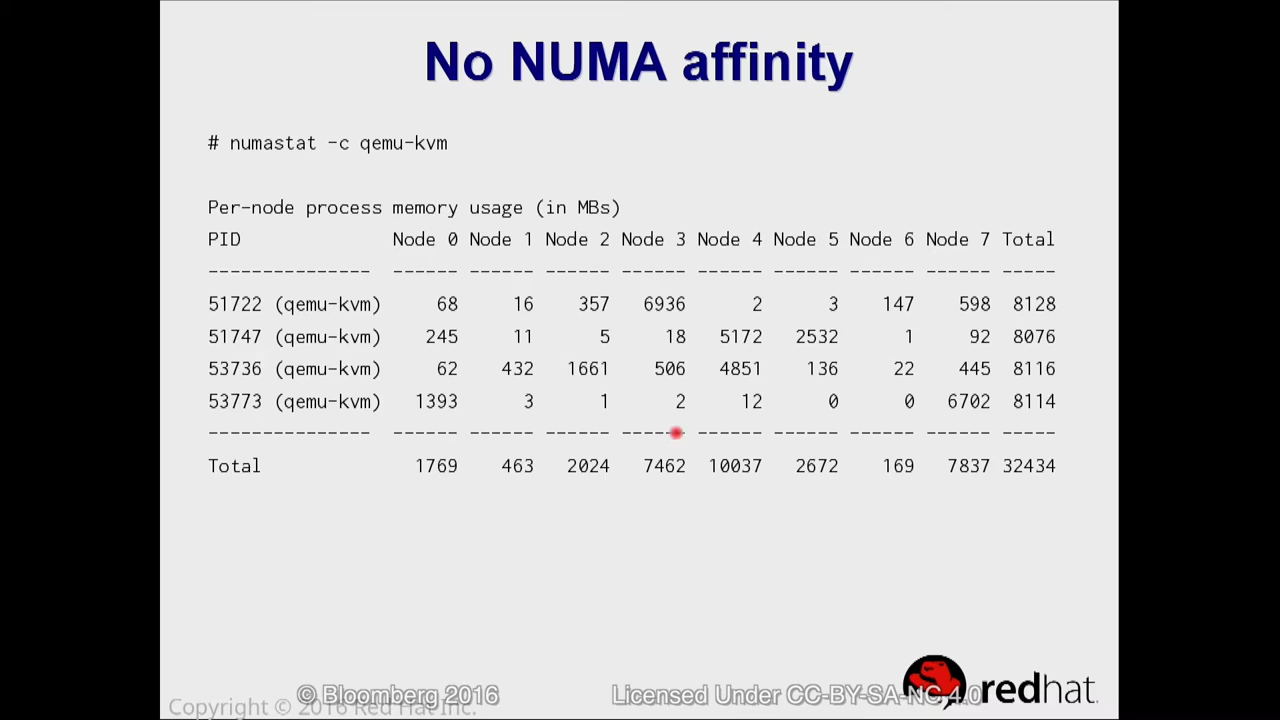 No NUMA affinity
# numastat -c qemu-kvm
Per-node process memory usage (in MBs)
PID Node 0 Node 1 Node 2 Node 3 Node 4 Node 5 Node 6 Node 7 Total
--------------- ------ ------ ------ ------ ------ ------ ------ ------ -----
51722 (qemu-kvm) 68 16 357 6936 2 3 147 598 8128
51747 (qemu-kvm) 245 11 5 18 5172 2532 1 92 8076
53736 (qemu-kvm) 62 432 1661 506 4851 136 22 445 8116
53773 (qemu-kvm) 1393 3 1 2 12 0 0 6702 8114
--------------- ------ ------ ------ ------ ------ ------ ------ ------ -----
Total 1769 463 2024 7462 10037 2672 169 7837 32434
redhat.
© Bloomberg 2016 Licensed Under CC-BY-SA-NC 4.0
Copyright © 2016 Red Hat Inc.